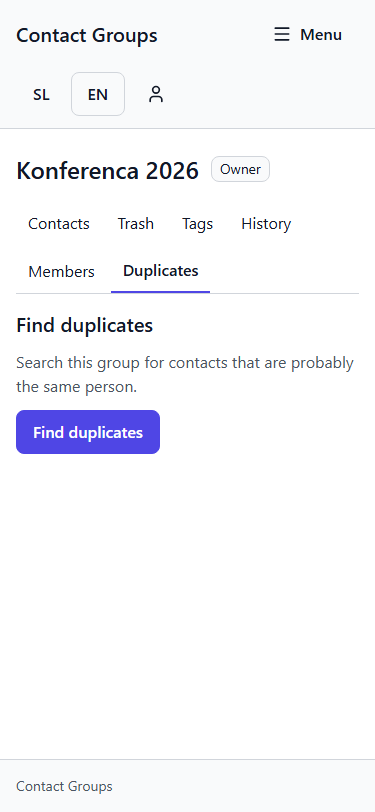 Contact Groups
Menu
SL
EN
Konferenca 2026
Owner
Contacts
Trash
Tags
History
Members
Duplicates
Find duplicates
Search this group for contacts that are probably
the same person.
Find duplicates
Contact Groups